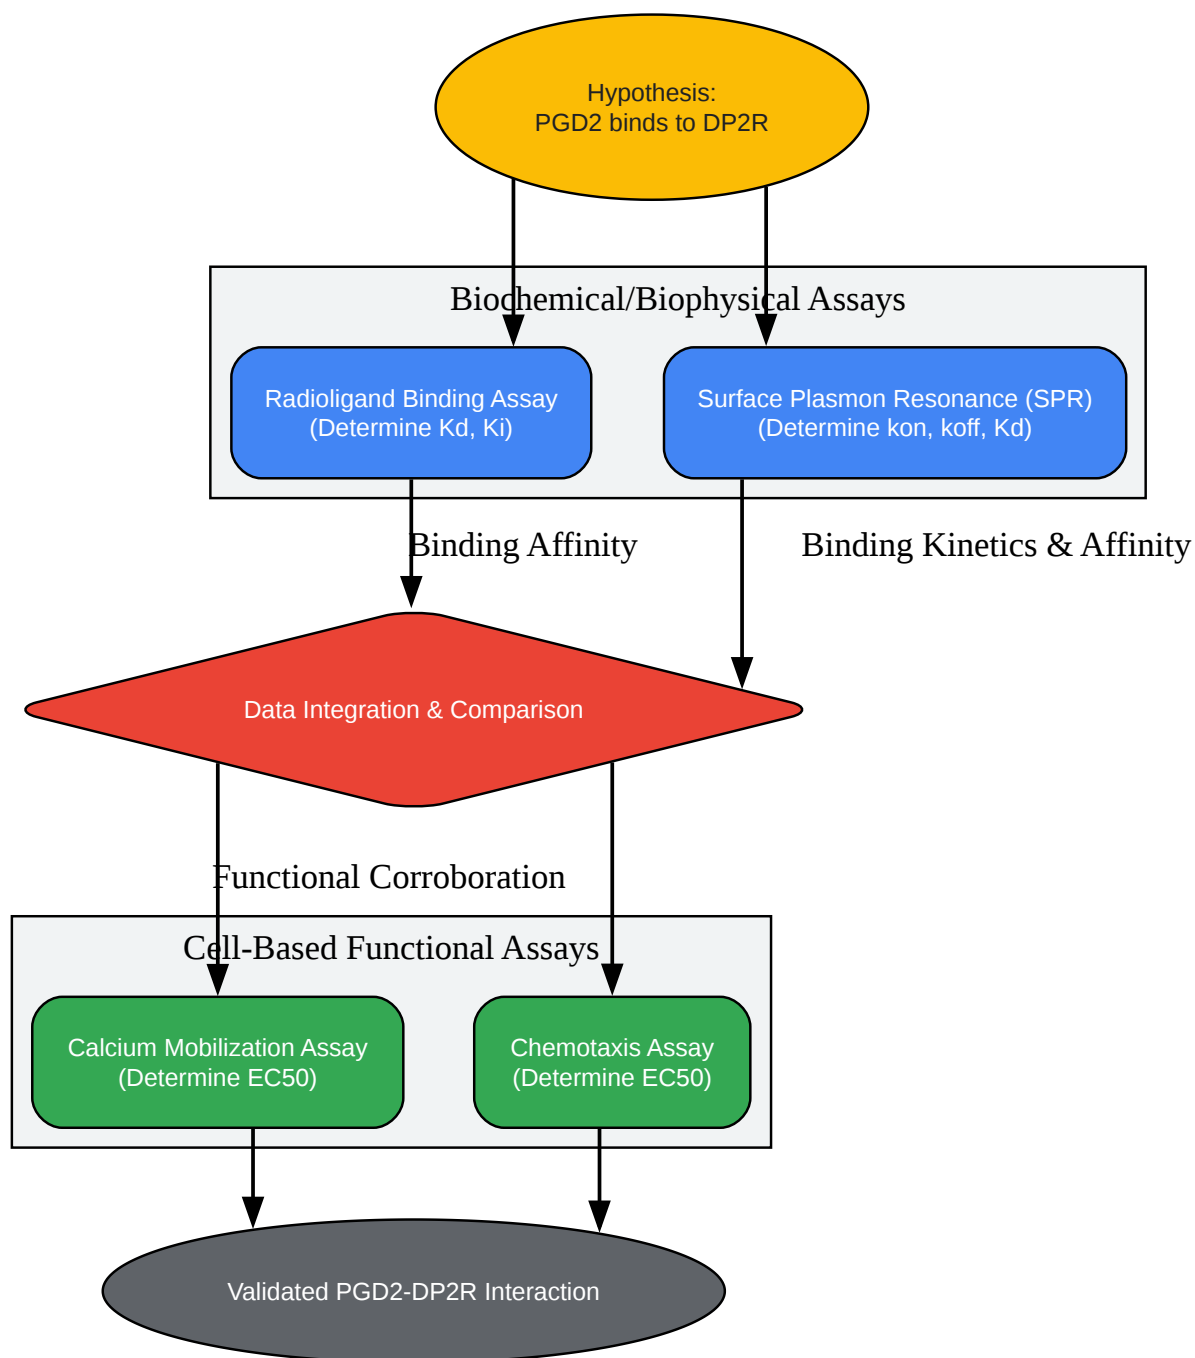 Hypothesis:
PGD2 binds to DP2R
Biochemical/Biophysical Assays
Radioligand Binding Assay
(Determine Kd, Ki)
Surface Plasmon Resonance (SPR)
(Determine kon, koff, Kd)
Binding Affinity
Binding Kinetics & Affinity
Data Integration & Comparison
Functional Corroboration
Cell-Based Functional Assays
Calcium Mobilization Assay
(Determine EC50)
Chemotaxis Assay
(Determine EC50)
Validated PGD2-DP2R Interaction